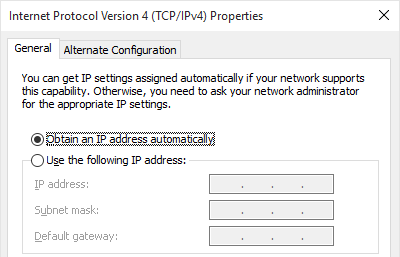 Internet Protocol Version 4 (TCP/IPv4) Properties
General
Alternate Configuration
You can get IP settings assigned automatically if your network supports
this capability. Otherwise, you need to ask your network administrator
for the appropriate IP settings.
Obtain an IP address automatically
Use the following IP address:
IP address:
Subnet mask:
Default gateway: